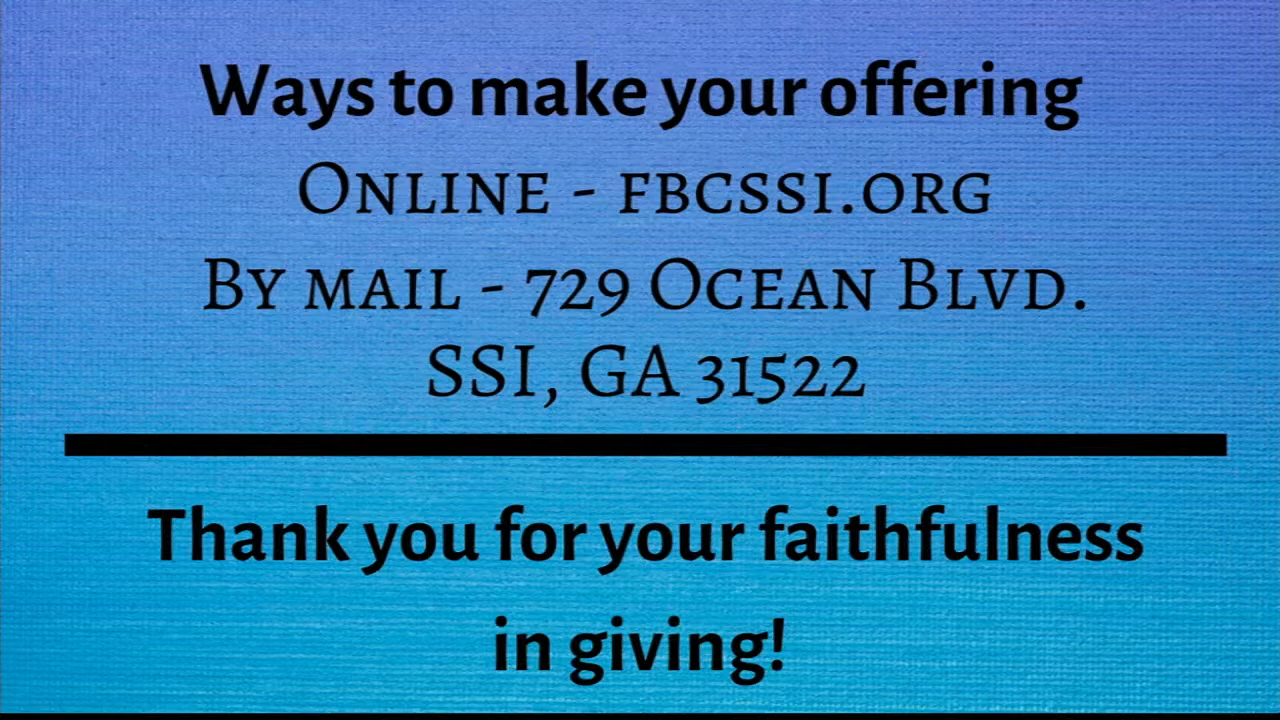 Ways to make your offering
Online - fbcssi.org
By mail - 729 Ocean Blvd.
SSI, GA 31522
Thank you for your faithfulness
in giving!